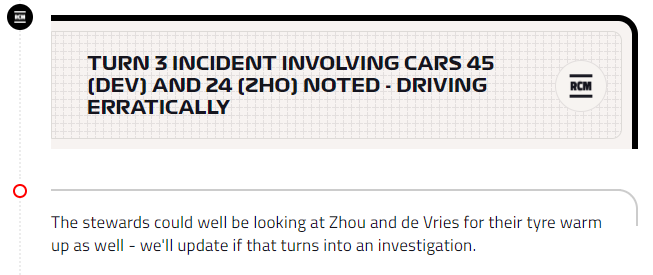 RCM
TURN 3 INCIDENT INVOLVING CARS 45
(DEV) AND 24 (ZHO) NOTED - DRIVING
ERRATICALLY
RCM
The stewards could well be looking at Zhou and de Vries for their tyre warm
up as well - we'll update if that turns into an investigation.